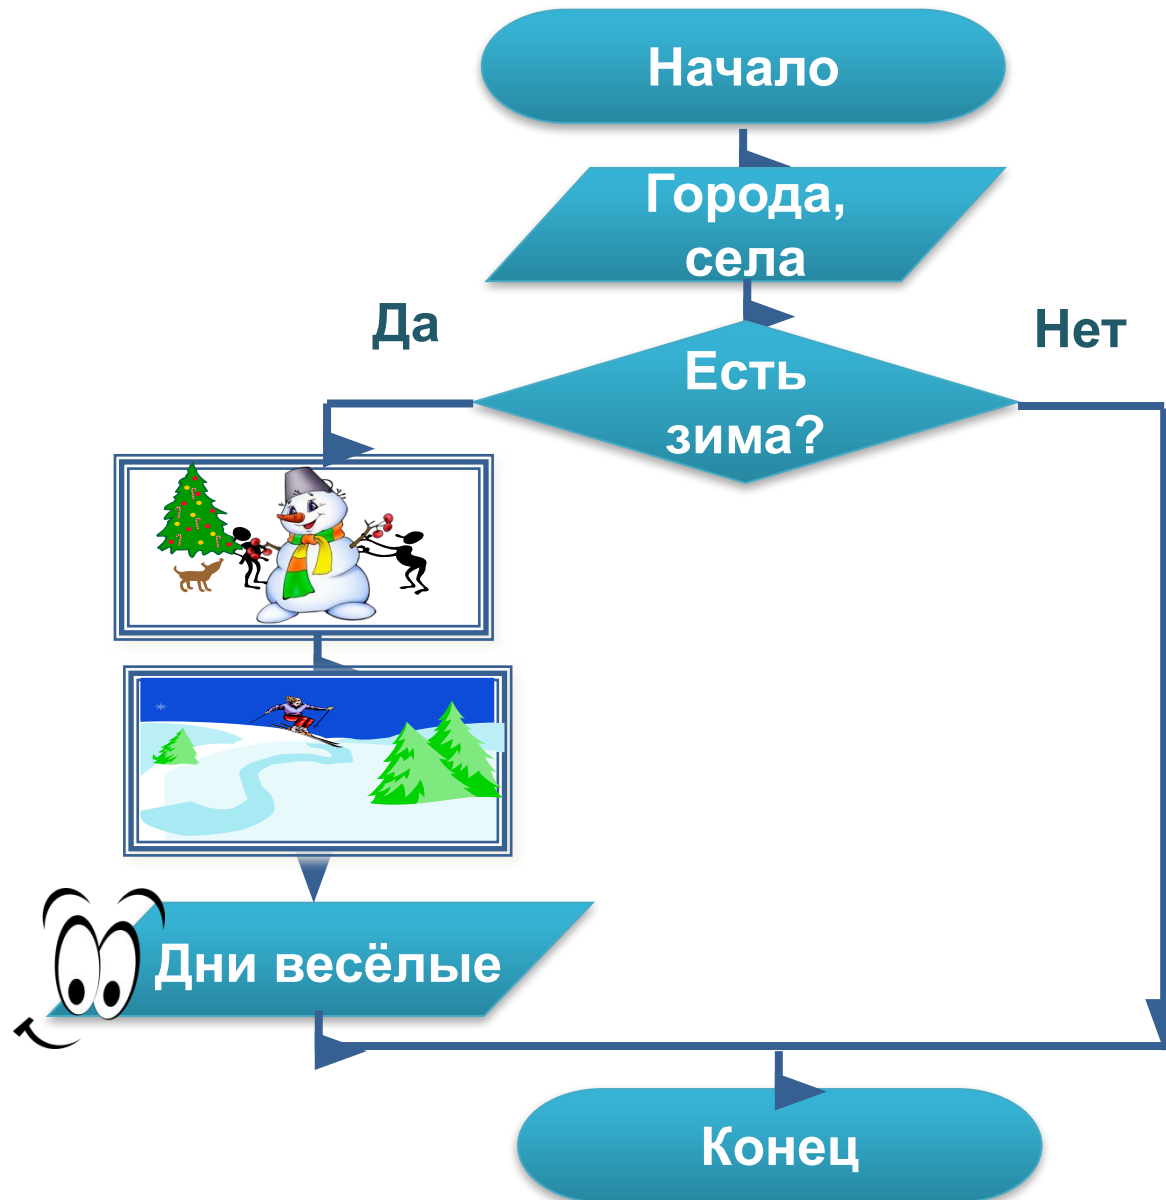 Начало
Города,
села
Да
Нет
Есть
зима?
Дни весёлые
Конец